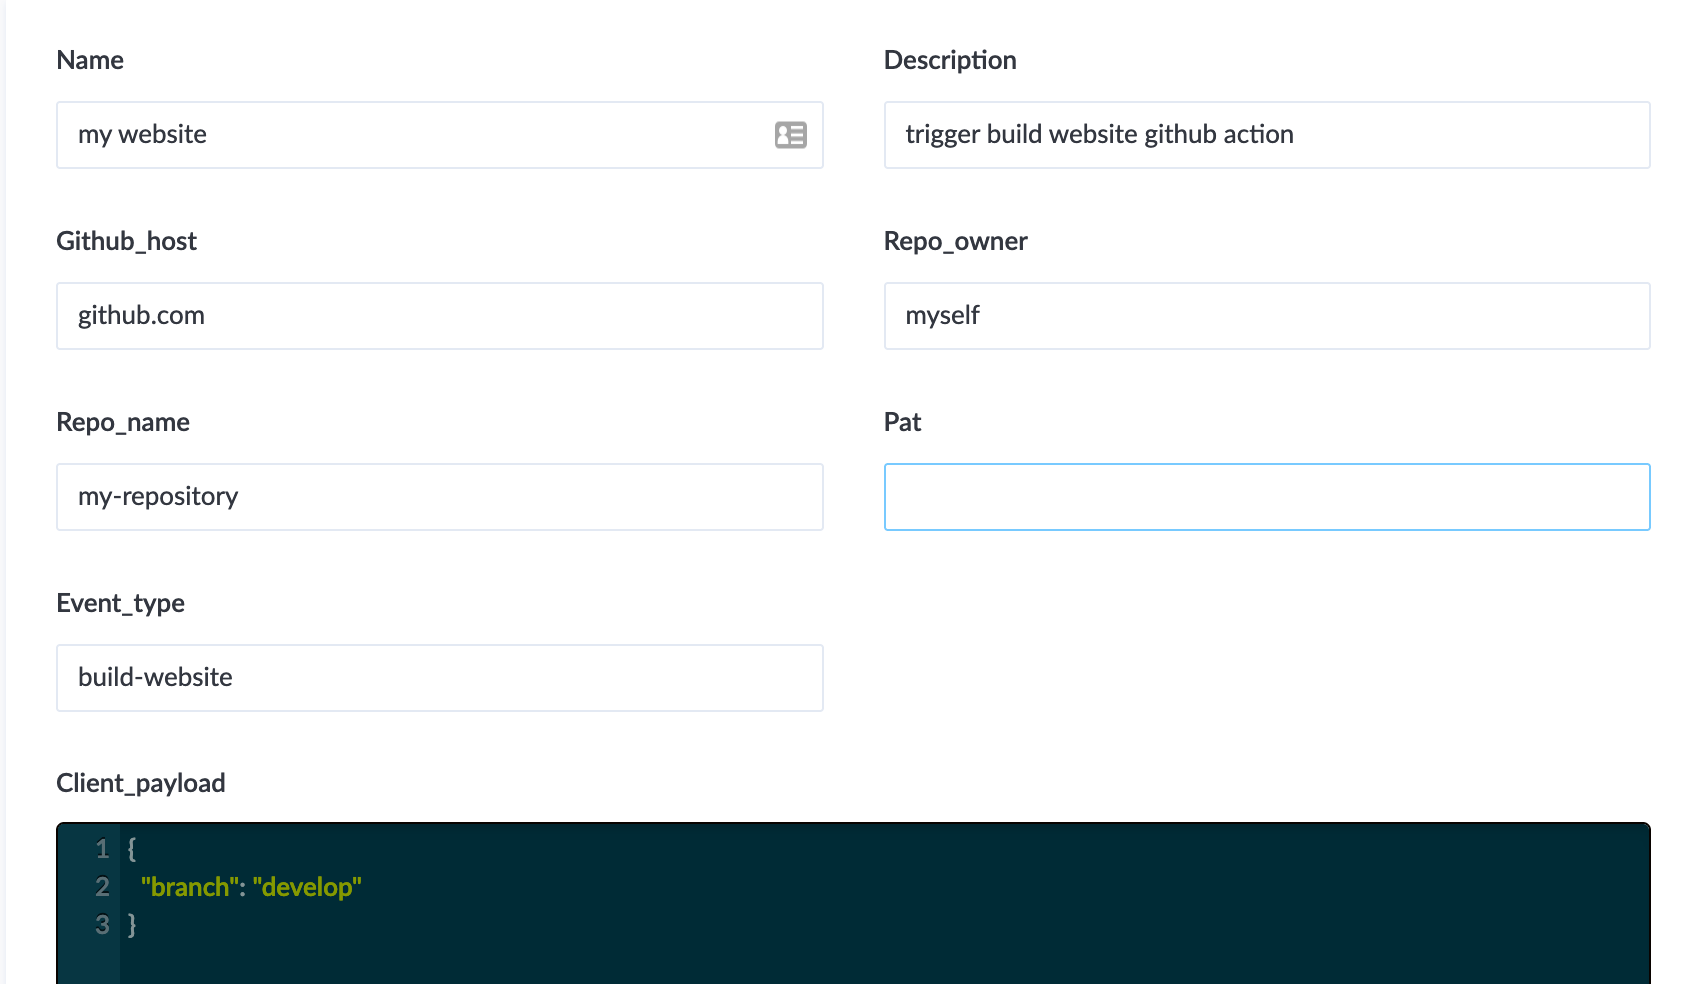 Name
Description
my website
trigger build website github action
Github_host
Repo_owner
github.com
myself
Repo_name
Pat
my-repository
Event_type
build-website
Client_payload
1 {
2 "branch": "develop"
3 }